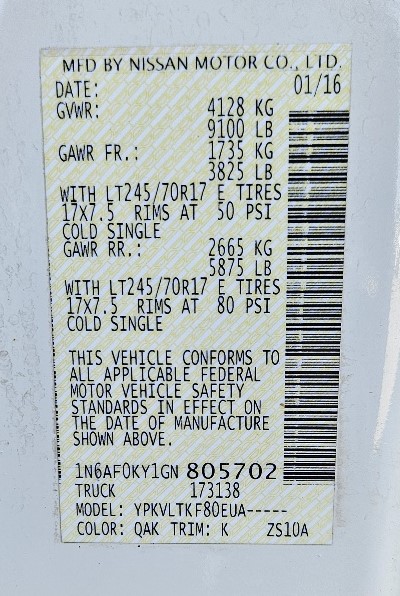 MFD BY NISSAN MOTOR CO., LTD.
DATE: 01/16
GVWR: 4128 KG
9100 LB
GAWR FR.: 1735 KG
3825 LB
WITH LT245/70R17 E TIRES
17X7.5 RIMS AT 50 PSI
COLD SINGLE
GAWR RR.: 2665 KG
5875 LB
WITH LT245/70R17 E TIRES
17X7.5 RIMS AT 80 PSI
COLD SINGLE
THIS VEHICLE CONFORMS TO
ALL APPLICABLE FEDERAL
MOTOR VEHICLE SAFETY
STANDARDS IN EFFECT ON
THE DATE OF MANUFACTURE
SHOWN ABOVE.
1N6AF0KY1GN 805702
TRUCK 173138
MODEL: YPKVLTKF80EUA-----
COLOR: QAK TRIM: K ZS10A